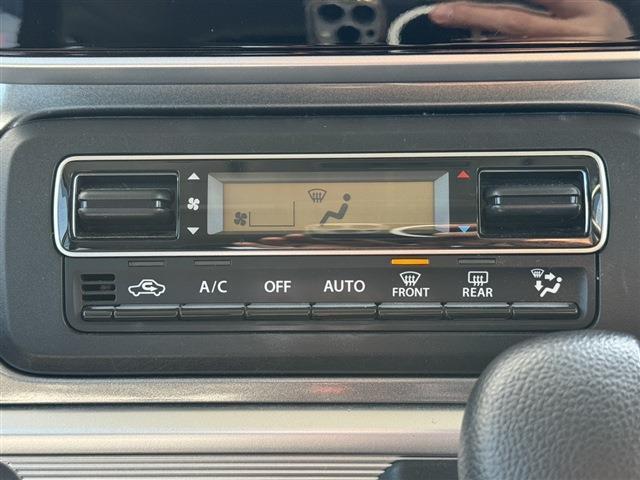 A/C OFF AUTO FRONT REAR